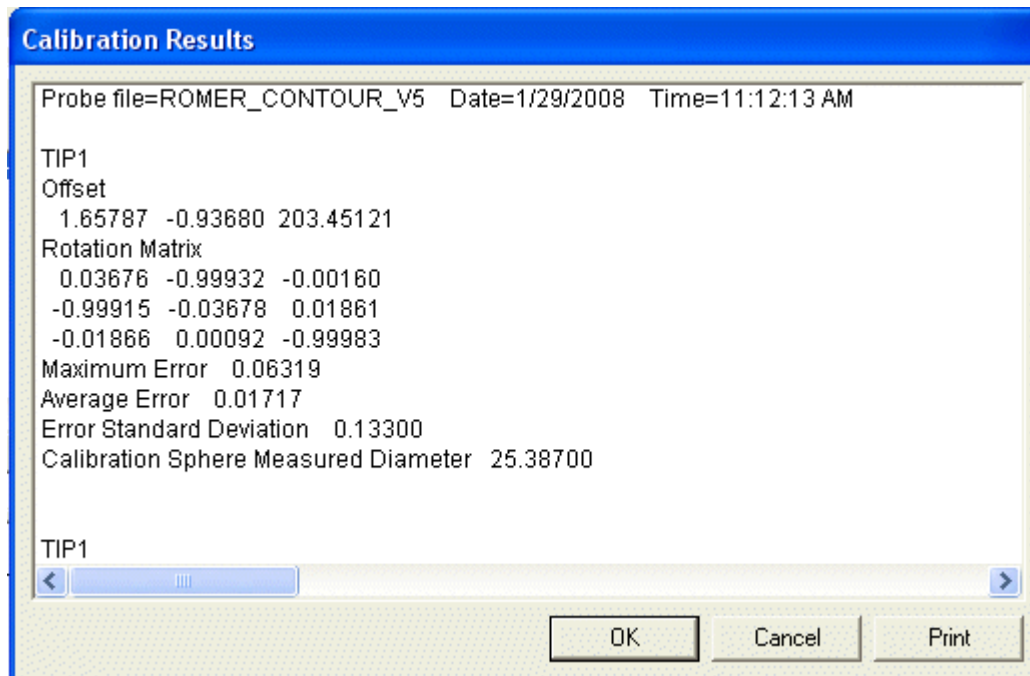 Calibration Results
Probe file=ROMER_CONTOUR_V5 Date=1/29/2008 Time=11:12:13 AM
TIP1
Offset
1.65787 -0.93680 203.45121
Rotation Matrix
0.03676 -0.99932 -0.00160
-0.99915 -0.03678 0.01861
-0.01866 0.00092 -0.99983
Maximum Error 0.06319
Average Error 0.01717
Error Standard Deviation 0.13300
Calibration Sphere Measured Diameter 25.38700
TIP1
OK Cancel Print